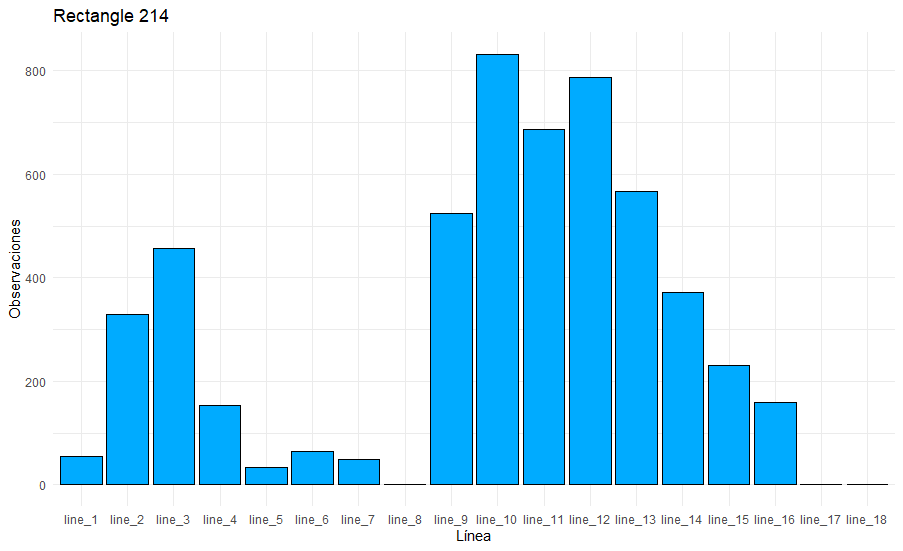 Rectangle 214
Observaciones
800
600
400
200
0
line_1 line_2 line_3 line_4 line_5 line_6 line_7 line_8 line_9 line_10 line_11 line_12 line_13 line_14 line_15 line_16 line_17 line_18
Línea